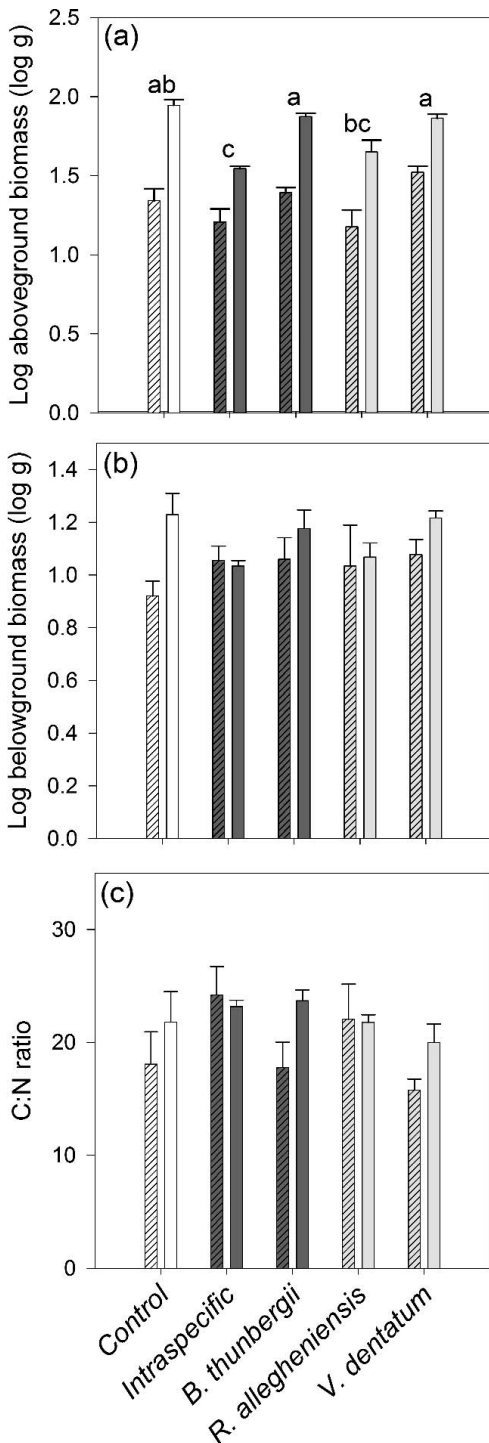 (a)
Log aboveground biomass (log g)
2.5
2.0
1.5
1.0
0.5
0.0
ab
c
a
bc
a
(b)
Log belowground biomass (log g)
1.4
1.2
1.0
0.8
0.6
0.4
0.2
0.0
(c)
C:N ratio
30
20
10
0
Control
Intraspecific
B. thunbergii
R. allegheniensis
V. dentatum